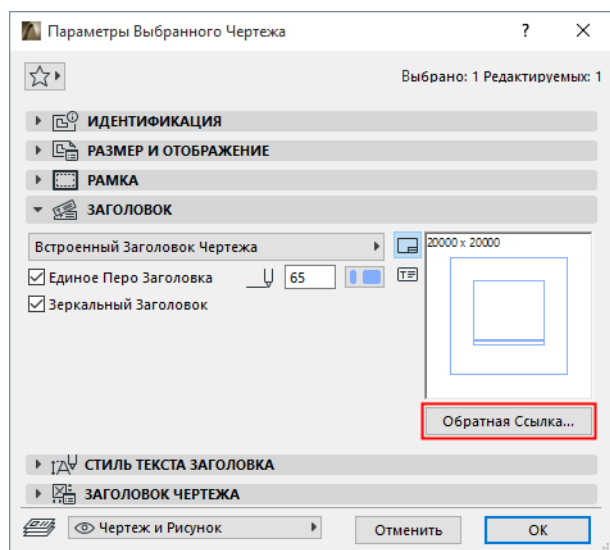 Параметры Выбранного Чертежа
?
Выбрано: 1 Редактируемых: 1
ИДЕНТИФИКАЦИЯ
РАЗМЕР И ОТОБРАЖЕНИЕ
РАМКА
ЗАГОЛОВОК
Встроенный Заголовок Чертежа
20000 x 20000
Единое Перо Заголовка 65
Зеркальный Заголовок
Обратная Ссылка...
СТИЛЬ ТЕКСТА ЗАГОЛОВКА
ЗАГОЛОВОК ЧЕРТЕЖА
Чертеж и Рисунок Отменить ОК